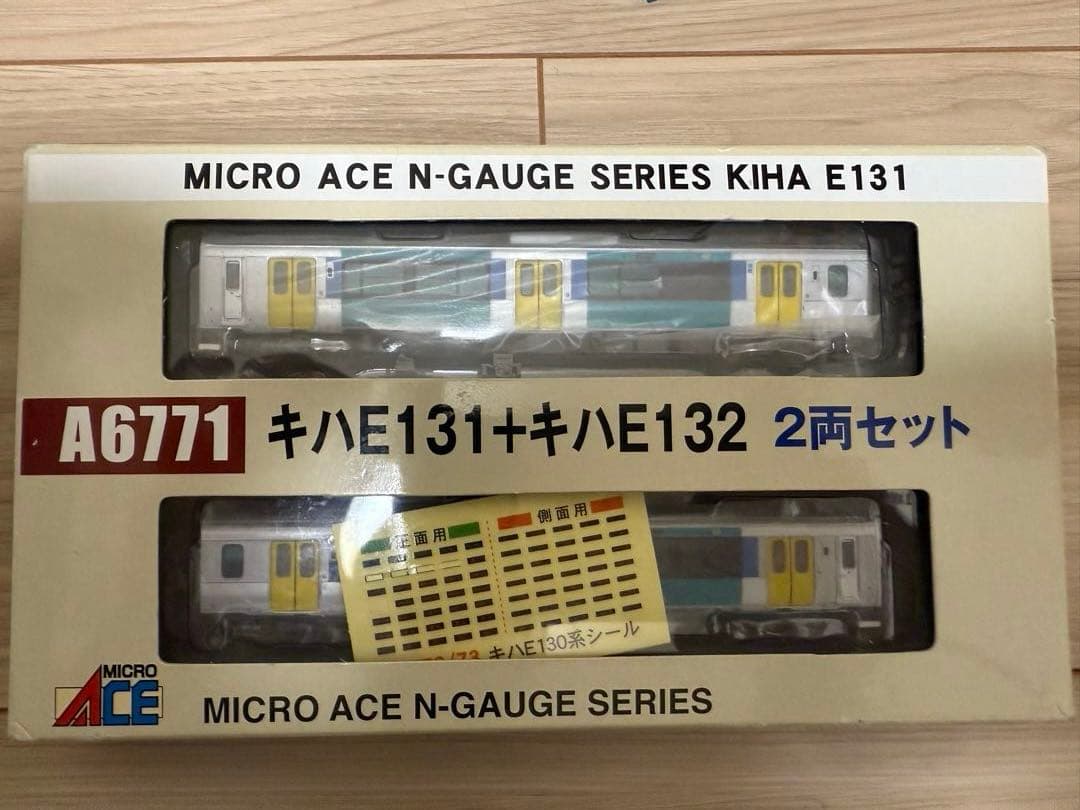 MICRO ACE N-GAUGE SERIES KIHA E131
A6771 キハE131+キハE132 2両セット
正面用 側面用
キハE130系シール
MICRO ACE
MICRO ACE N-GAUGE SERIES